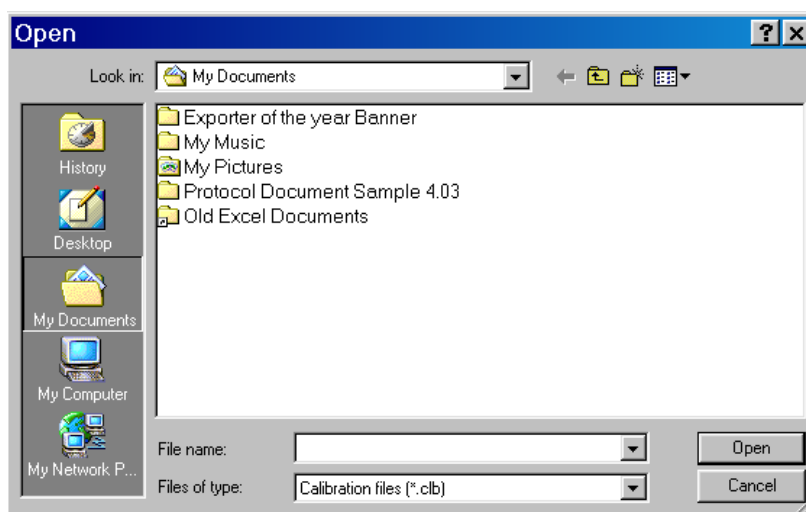 Open
Look in: My Documents
History
Desktop
My Documents
My Computer
My Network P...
Exporter of the year Banner
My Music
My Pictures
Protocol Document Sample 4.03
Old Excel Documents
File name:
Open
Files of type: Calibration files (*.clb)
Cancel